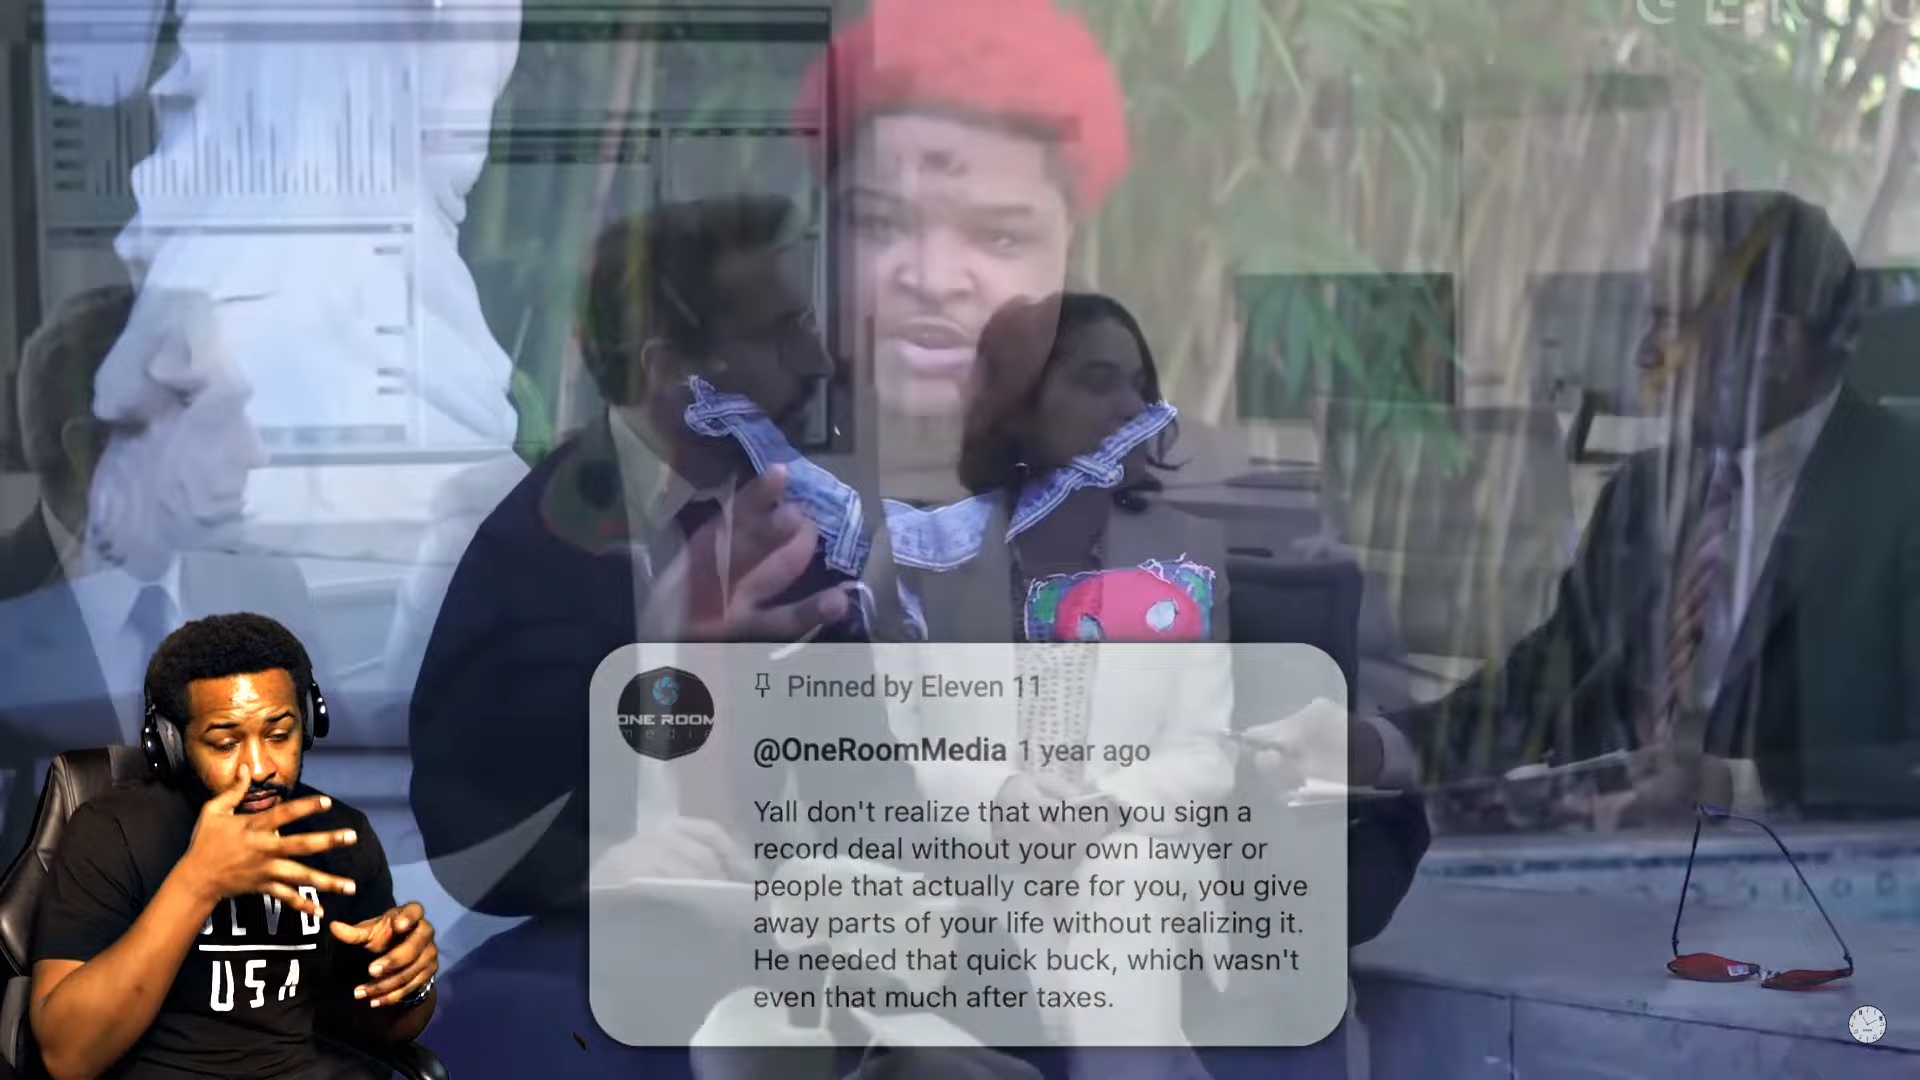 GENIU
Pinned by Eleven 11
ONE ROOM
media
@OneRoomMedia 1 year ago
Yall don't realize that when you sign a
record deal without your own lawyer or
people that actually care for you, you give
away parts of your life without realizing it.
He needed that quick buck, which wasn't
even that much after taxes.
BLVD
USA